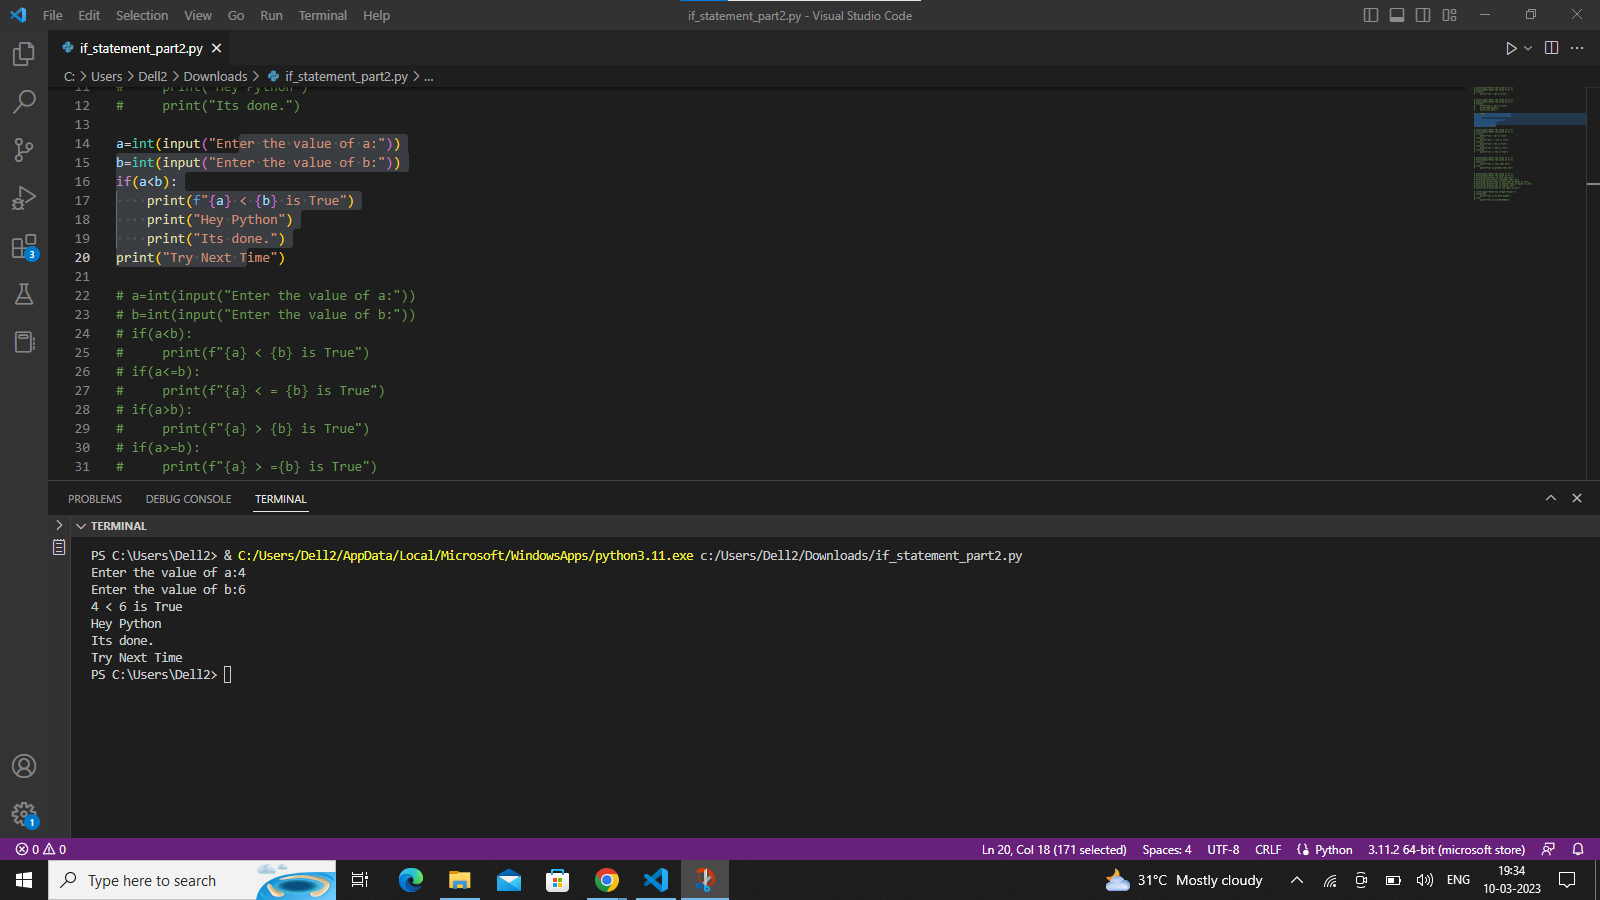 File Edit Selection View Go Run Terminal Help
if_statement_part2.py - Visual Studio Code
if_statement_part2.py
C: > Users > Dell2 > Downloads > if_statement_part2.py > ...
11 #     print("Hey Python")
12 #     print("Its done.")
13
14 a=int(input("Enter the value of a:"))
15 b=int(input("Enter the value of b:"))
16 if(a<b):
17     print(f"{a} < {b} is True")
18     print("Hey Python")
19     print("Its done.")
20 print("Try Next Time")
21
22 # a=int(input("Enter the value of a:"))
23 # b=int(input("Enter the value of b:"))
24 # if(a<b):
25 #     print(f"{a} < {b} is True")
26 # if(a<=b):
27 #     print(f"{a} < = {b} is True")
28 # if(a>b):
29 #     print(f"{a} > {b} is True")
30 # if(a>=b):
31 #     print(f"{a} > ={b} is True")
PROBLEMS DEBUG CONSOLE TERMINAL
TERMINAL
PS C:\Users\Dell2> & C:/Users/Dell2/AppData/Local/Microsoft/WindowsApps/python3.11.exe c:/Users/Dell2/Downloads/if_statement_part2.py
Enter the value of a:4
Enter the value of b:6
4 < 6 is True
Hey Python
Its done.
Try Next Time
PS C:\Users\Dell2>
3
1
0 0 Ln 20, Col 18 (171 selected) Spaces: 4 UTF-8 CRLF Python 3.11.2 64-bit (microsoft store)
Type here to search
31°C Mostly cloudy
ENG
19:34
10-03-2023